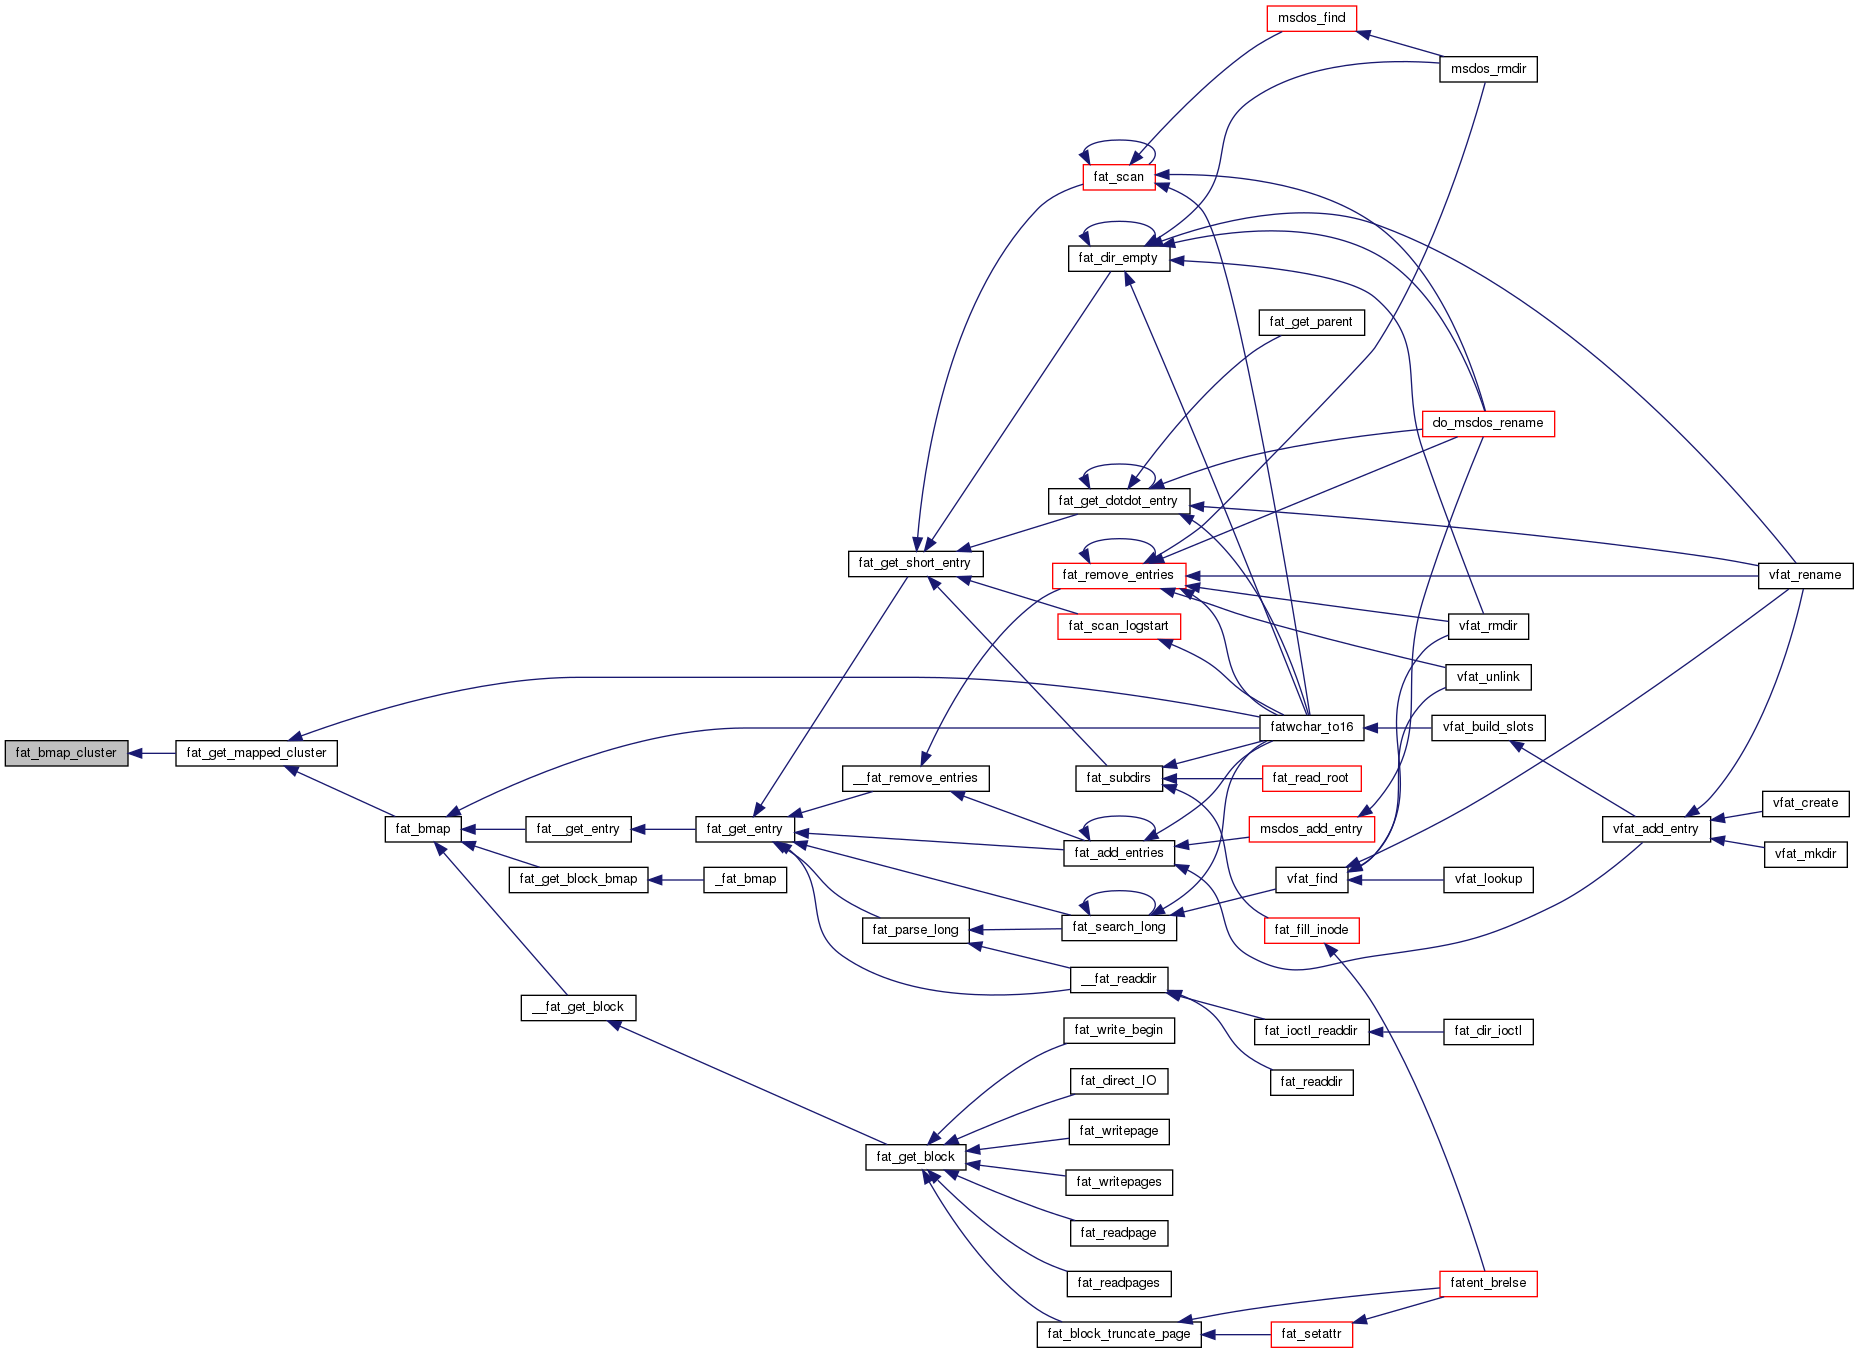 msdos_find
msdos_rmdir
fat_scan
fat_dir_empty
fat_get_parent
do_msdos_rename
fat_get_dotdot_entry
fat_get_short_entry
fat_remove_entries
vfat_rename
fat_scan_logstart
vfat_rmdir
vfat_unlink
fatwchar_to16
vfat_build_slots
fat_bmap_cluster
fat_get_mapped_cluster
__fat_remove_entries
fat_subdirs
fat_read_root
vfat_create
fat_bmap
fat__get_entry
fat_get_entry
msdos_add_entry
vfat_add_entry
fat_add_entries
vfat_mkdir
fat_get_block_bmap
_fat_bmap
vfat_find
vfat_lookup
fat_parse_long
fat_search_long
fat_fill_inode
__fat_readdir
__fat_get_block
fat_write_begin
fat_ioctl_readdir
fat_dir_ioctl
fat_direct_IO
fat_readdir
fat_writepage
fat_get_block
fat_writepages
fat_readpage
fat_readpages
fatent_brelse
fat_block_truncate_page
fat_setattr